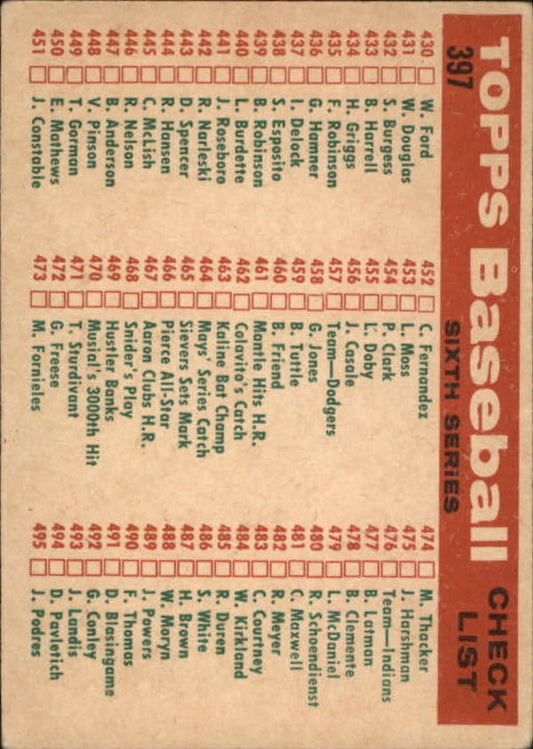 TOPPS Baseball CHECK LIST
397 SIXTH SERIES
430 W. Ford
431 W. Douglas
432 S. Burgess
433 B. Harrell
434 H. Griggs
435 F. Robinson
436 G. Hamner
437 I. Delock
438 S. Esposito
439 B. Robinson
440 L. Burdette
441 J. Roseboro
442 R. Narleski
443 D. Spencer
444 R. Hansen
445 C. McLish
446 R. Nelson
447 B. Anderson
448 V. Pinson
449 T. Gorman
450 E. Mathews
451 J. Constable
452 C. Fernandez
453 L. Moss
454 P. Clerk
455 L. Doby
456 J. Casale
457 Team—Dodgers
458 G. Jones
459 B. Tuttle
460 B. Friend
461 Mantle Hits H.R.
462 Colavito's Catch
463 Kaline Bat Champ
464 Mays' Series Catch
465 Sievers Sets Mark
466 Pierce All-Star
467 Aaron Clubs H.R.
468 Snider's Play
469 Hustler Banks
470 Musial's 3000th Hit
471 T. Sturdivant
472 G. Freese
473 M. Fornieles
474 M. Thacker
475 J. Harshman
476 Team—Indians
477 B. Latman
478 B. Clemente
479 L. McDaniel
480 R. Schoendienst
481 C. Maxwell
482 R. Meyer
483 C. Courtney
484 W. Kirkland
485 R. Duren
486 S. White
487 H. Brown
488 W. Moryn
489 J. Powers
490 F. Thomas
491 D. Blasingame
492 G. Conley
493 J. Landis
494 D. Pavletich
495 J. Podres